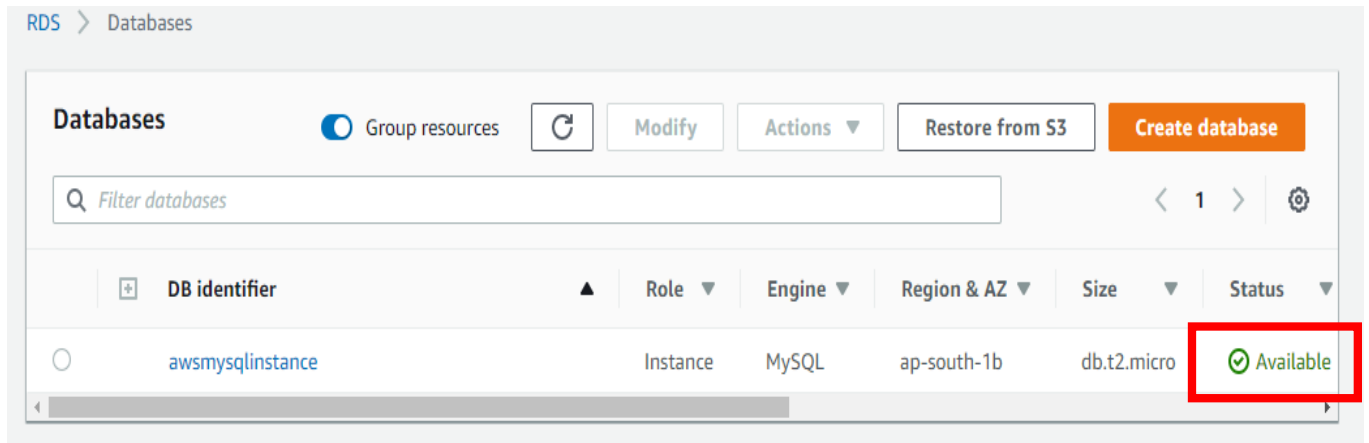 RDS > Databases
Databases Group resources Modify Actions Restore from S3 Create database
Filter databases 1
DB identifier Role Engine Region & AZ Size Status
awsmysqlinstance Instance MySQL ap-south-1b db.t2.micro Available